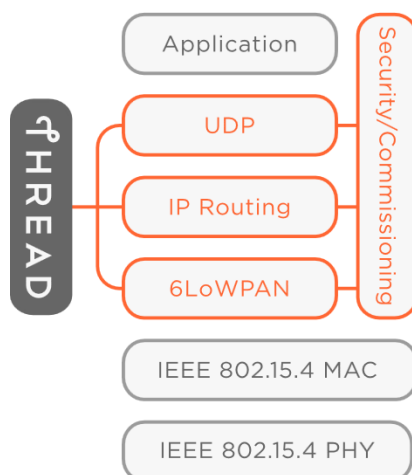 Application
UDP
IP Routing
6LoWPAN
IEEE 802.15.4 MAC
IEEE 802.15.4 PHY
THREAD
Security/Commissioning